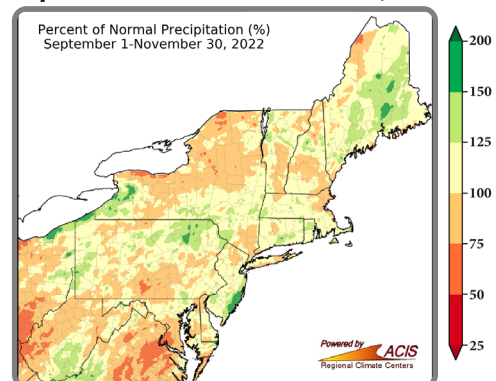 Percent of Normal Precipitation (%)
September 1-November 30, 2022
200
150
125
100
75
50
25
Powered by
ACIS
Regional Climate Centers